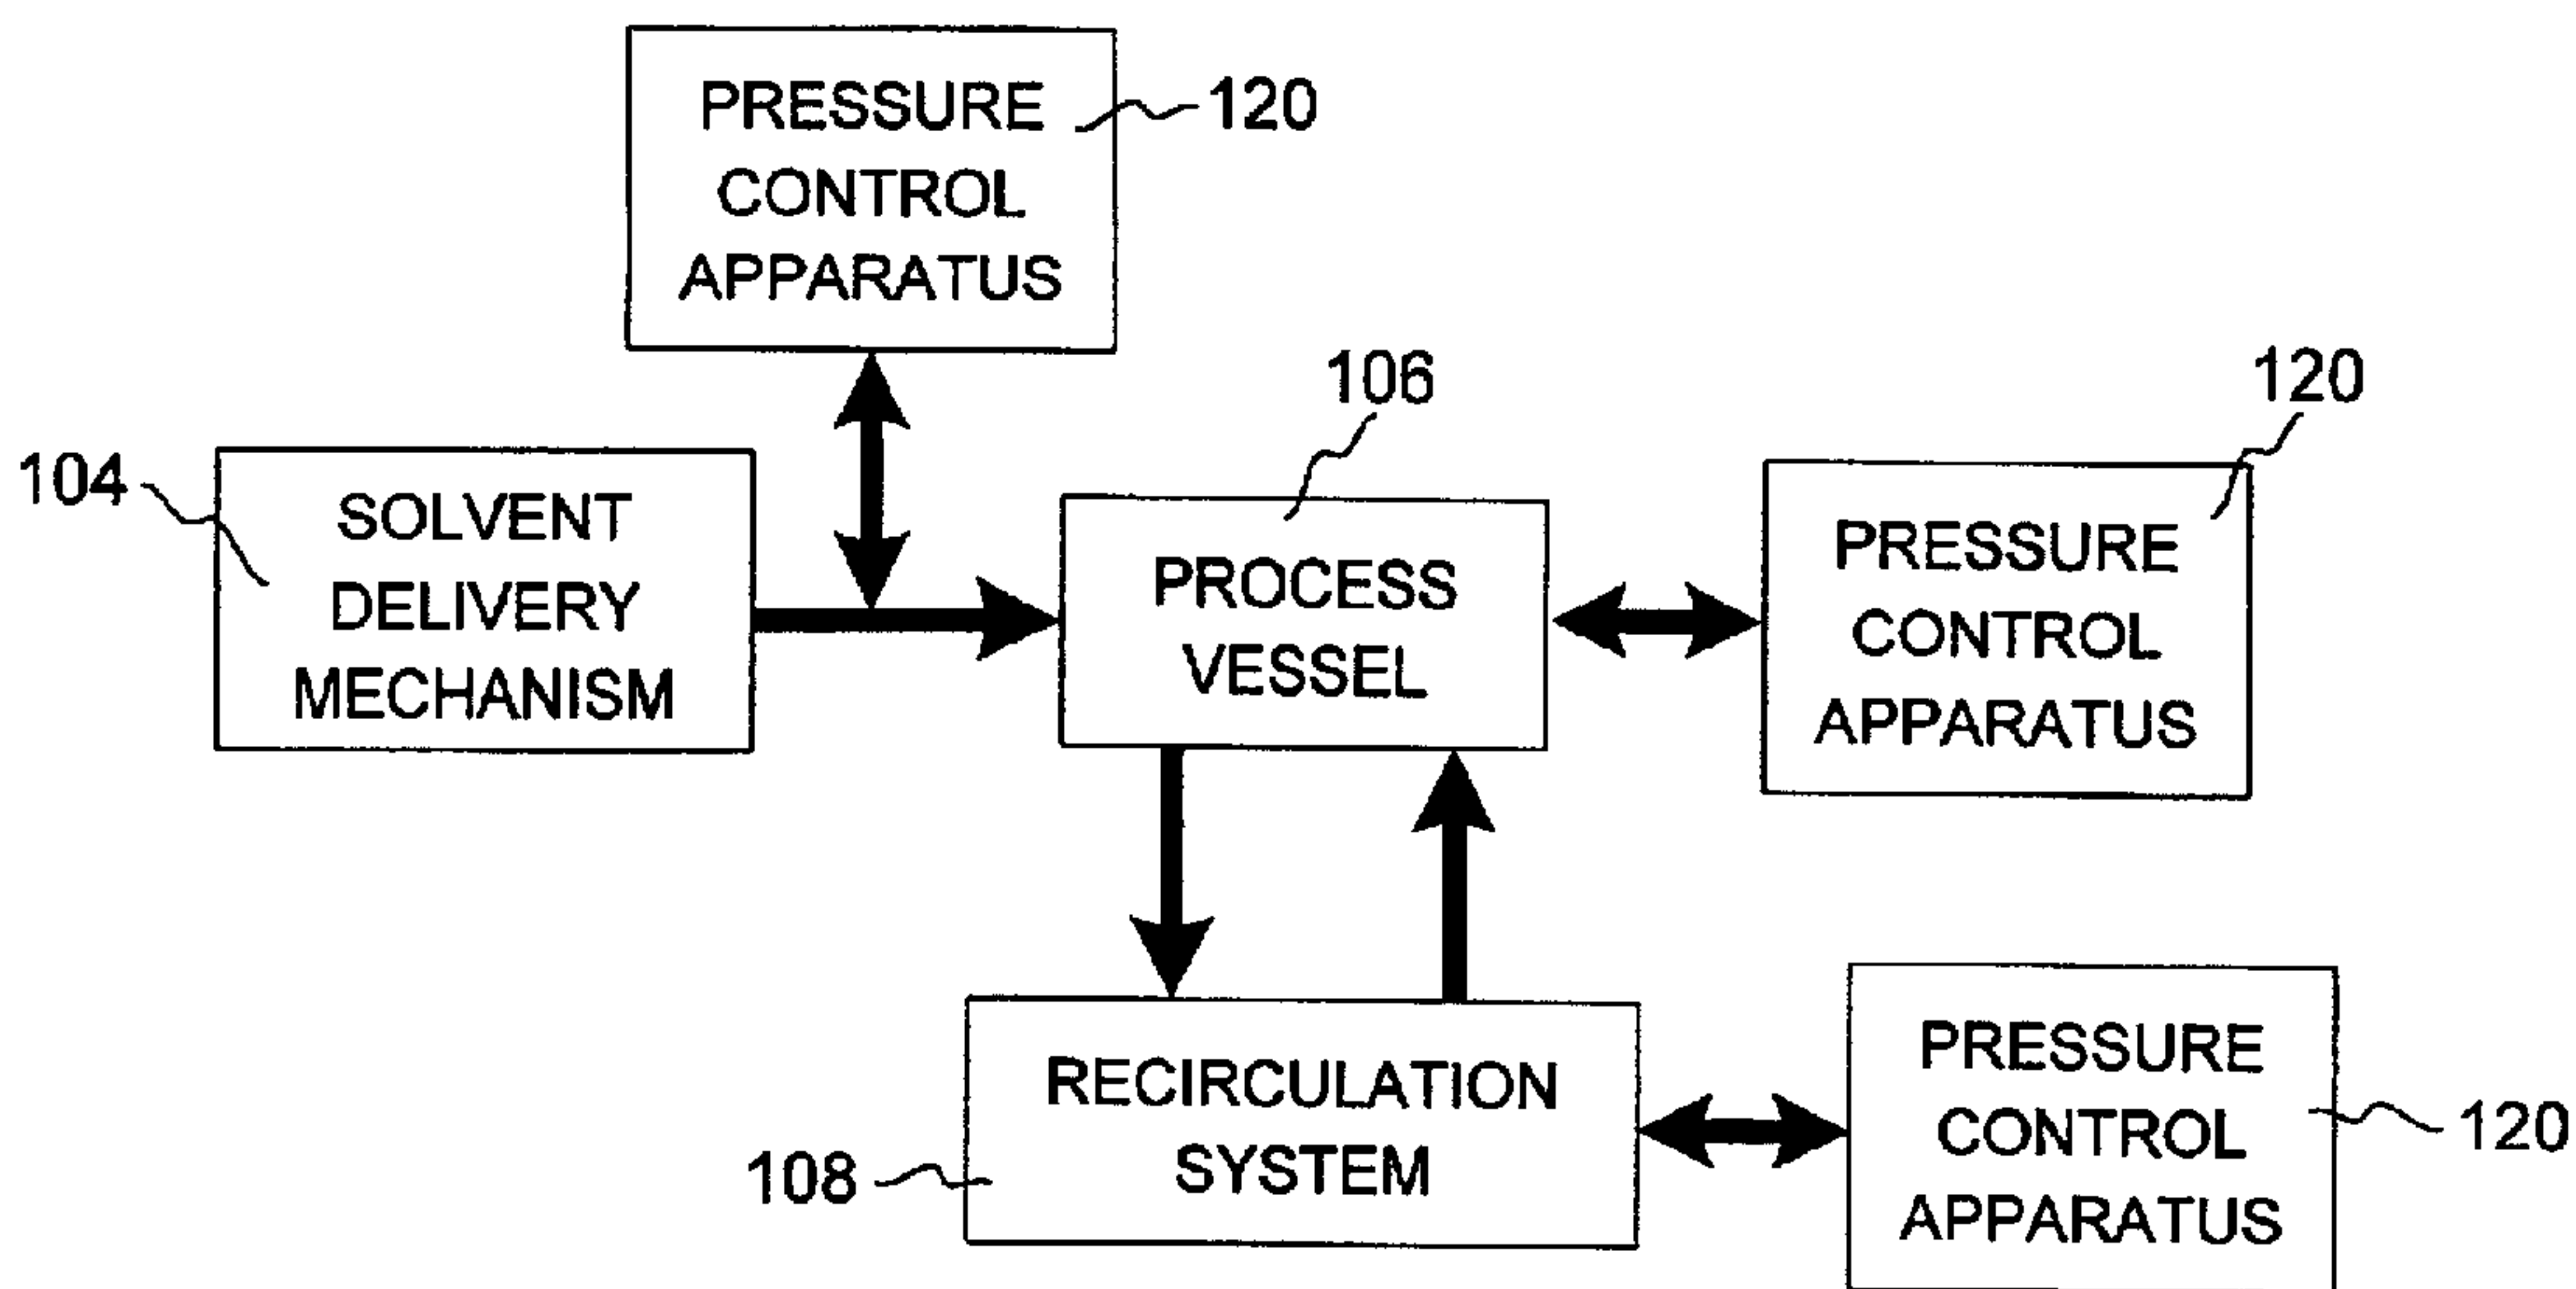 PRESSURE
CONTROL
APPARATUS
120
104
SOLVENT
DELIVERY
MECHANISM
106
PROCESS
VESSEL
120
PRESSURE
CONTROL
APPARATUS
RECIRCULATION
SYSTEM
108
PRESSURE
CONTROL
APPARATUS
120